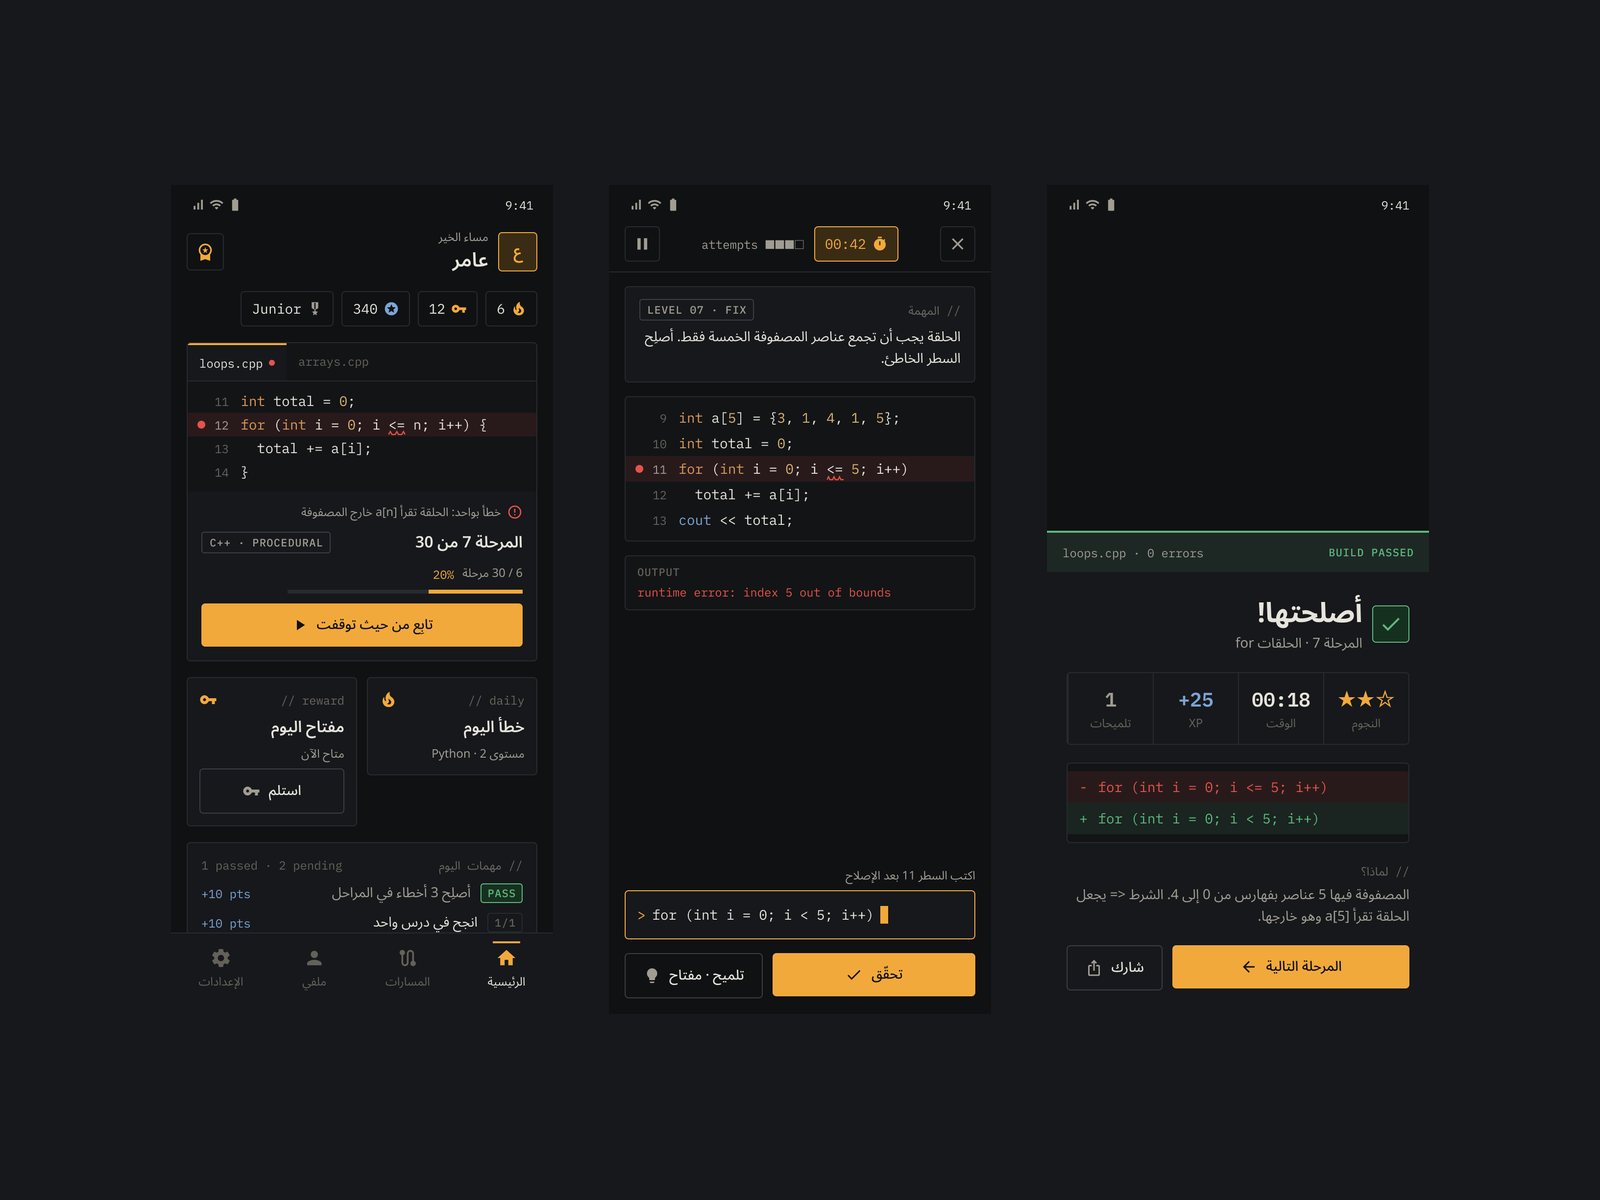 9:41
مساء الخير
عامر
ع
6
12
340
Junior
loops.cpp
arrays.cpp
11 int total = 0;
12 for (int i = 0; i <= n; i++) {
13 total += a[i];
14 }
خطأ بواحد: الحلقة تقرأ a[n] خارج المصفوفة
المرحلة 7 من 30
C++ · PROCEDURAL
6 / 30 مرحلة
20%
تابِع من حيث توقفت
// daily
خطأ اليوم
Python · مستوى 2
// reward
مفتاح اليوم
متاح الآن
استلم
// مهمات اليوم
1 passed · 2 pending
PASS
أصلِح 3 أخطاء في المراحل
+10 pts
1/1
انجح في درس واحد
+10 pts
الرئيسية
المسارات
ملفي
الإعدادات
9:41
00:42
attempts
// المهمة
LEVEL 07 · FIX
الحلقة يجب أن تجمع عناصر المصفوفة الخمسة فقط. أصلِح
السطر الخاطئ.
9 int a[5] = {3, 1, 4, 1, 5};
10 int total = 0;
11 for (int i = 0; i <= 5; i++)
12 total += a[i];
13 cout << total;
OUTPUT
runtime error: index 5 out of bounds
اكتب السطر 11 بعد الإصلاح
> for (int i = 0; i < 5; i++)
تحقّق
تلميح · مفتاح
9:41
loops.cpp · 0 errors
BUILD PASSED
أصلحتها!
المرحلة 7 · الحلقات for
النجوم
00:18
الوقت
+25
XP
1
تلميحات
- for (int i = 0; i <= 5; i++)
+ for (int i = 0; i < 5; i++)
// لماذا؟
المصفوفة فيها 5 عناصر بفهارس من 0 إلى 4. الشرط <= يجعل
الحلقة تقرأ a[5] وهو خارجها.
المرحلة التالية
شارك